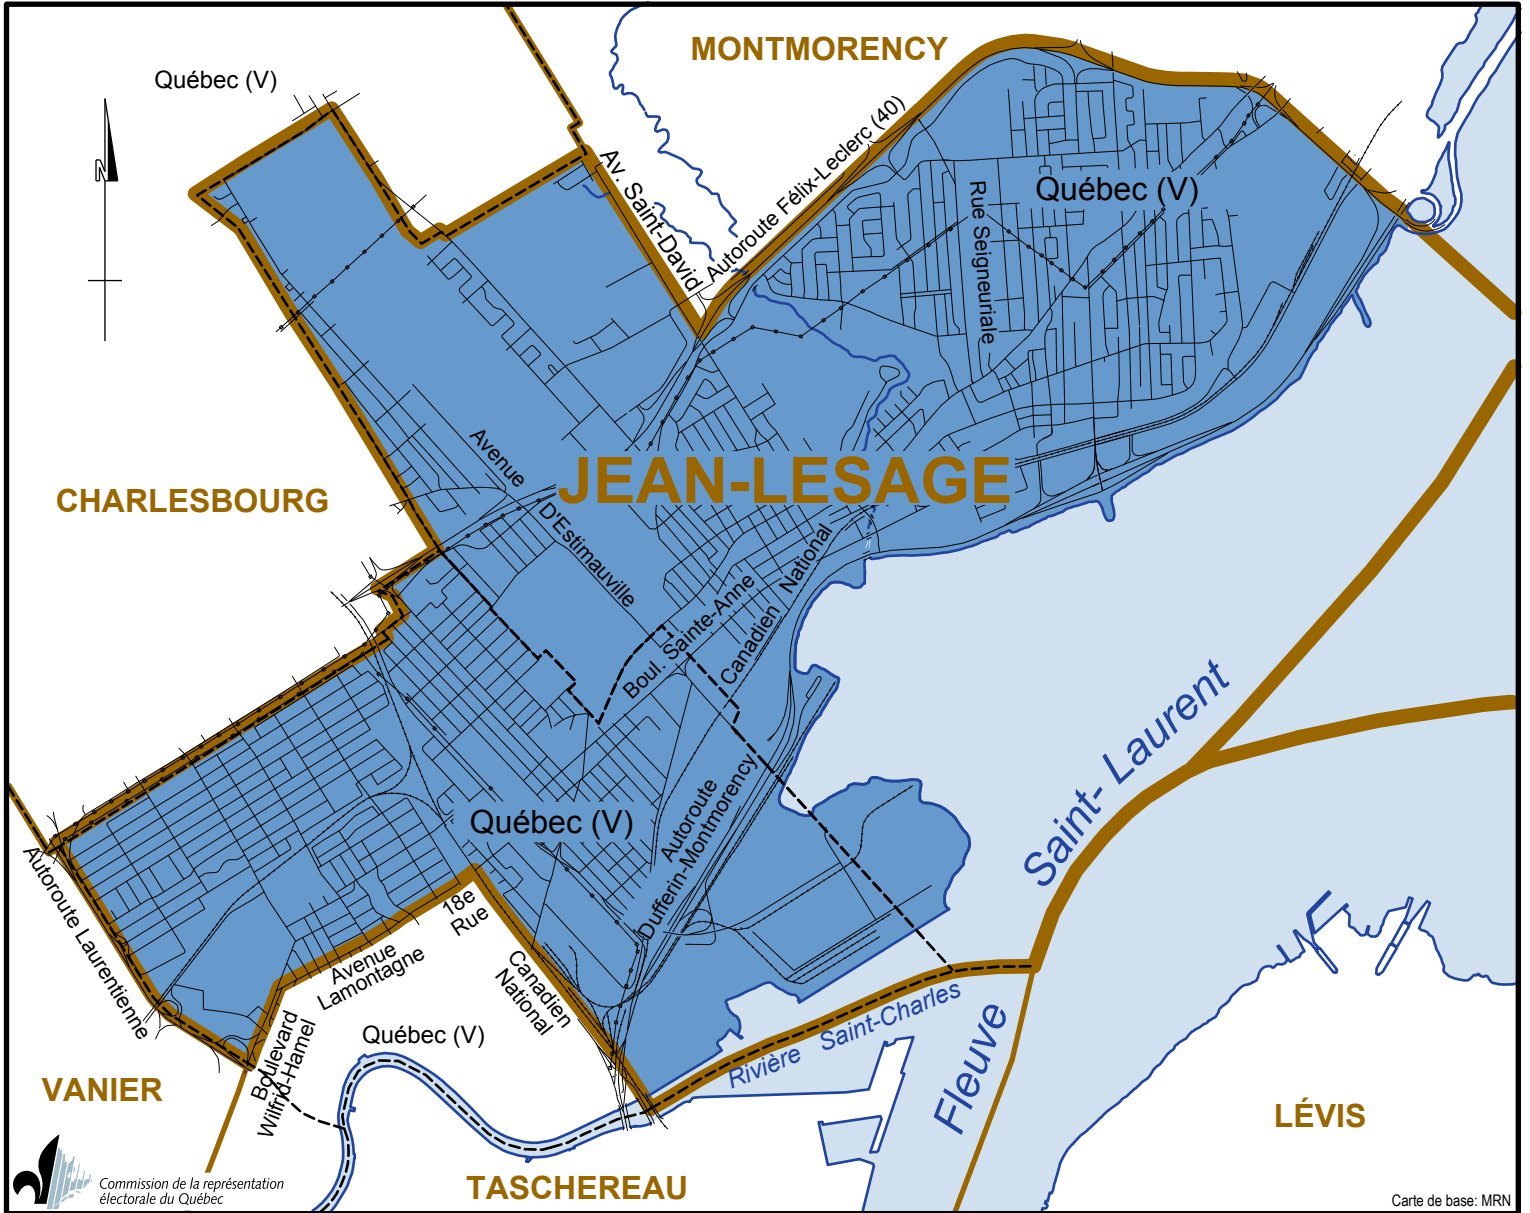 MONTMORENCY
Québec (V)
N
Av. Saint-David
Autoroute Félix-Leclerc (40)
Rue Seigneuriale
Québec (V)
CHARLESBOURG
JEAN-LESAGE
Avenue
D'Estimauville
Boul. Sainte-Anne
Canadien National
Québec (V)
Autoroute
Dufferin-Montmorency
Saint- Laurent
Fleuve
Autoroute Laurentienne
18e
Rue
Avenue
Lamontagne
Canadien
National
Boulevard
Wilfrid-Hamel
Québec (V)
Rivière Saint-Charles
VANIER
LÉVIS
TASCHEREAU
Commission de la représentation
électorale du Québec
Carte de base: MRN